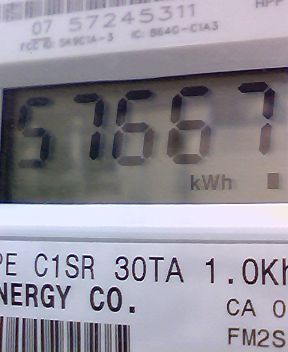 07 57245311
FCC ID: SK9C1A-3 IC: 864G-C1A3
57667
kWh
PE C1SR 30TA 1.0Kh
NERGY CO.
CA 0
FM2S